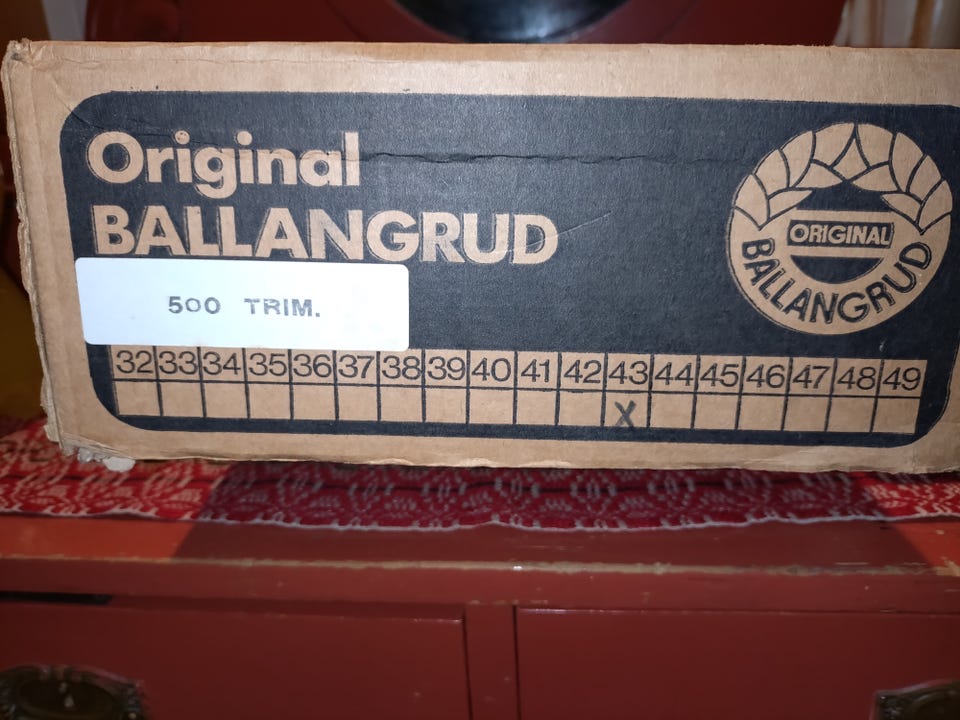 Original
BALLANGRUD
500 TRIM.
32 33 34 35 36 37 38 39 40 41 42 43 44 45 46 47 48 49
X
ORIGINAL
BALLANGRUD